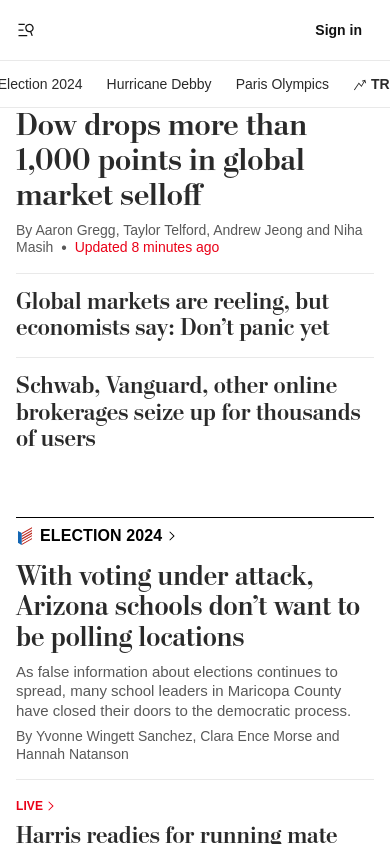 Sign in
Election 2024 Hurricane Debby Paris Olympics TR
Dow drops more than
1,000 points in global
market selloff
By Aaron Gregg, Taylor Telford, Andrew Jeong and Niha
Masih • Updated 8 minutes ago
Global markets are reeling, but
economists say: Don’t panic yet
Schwab, Vanguard, other online
brokerages seize up for thousands
of users
ELECTION 2024
With voting under attack,
Arizona schools don’t want to
be polling locations
As false information about elections continues to
spread, many school leaders in Maricopa County
have closed their doors to the democratic process.
By Yvonne Wingett Sanchez, Clara Ence Morse and
Hannah Natanson
LIVE
Harris readies for running mate